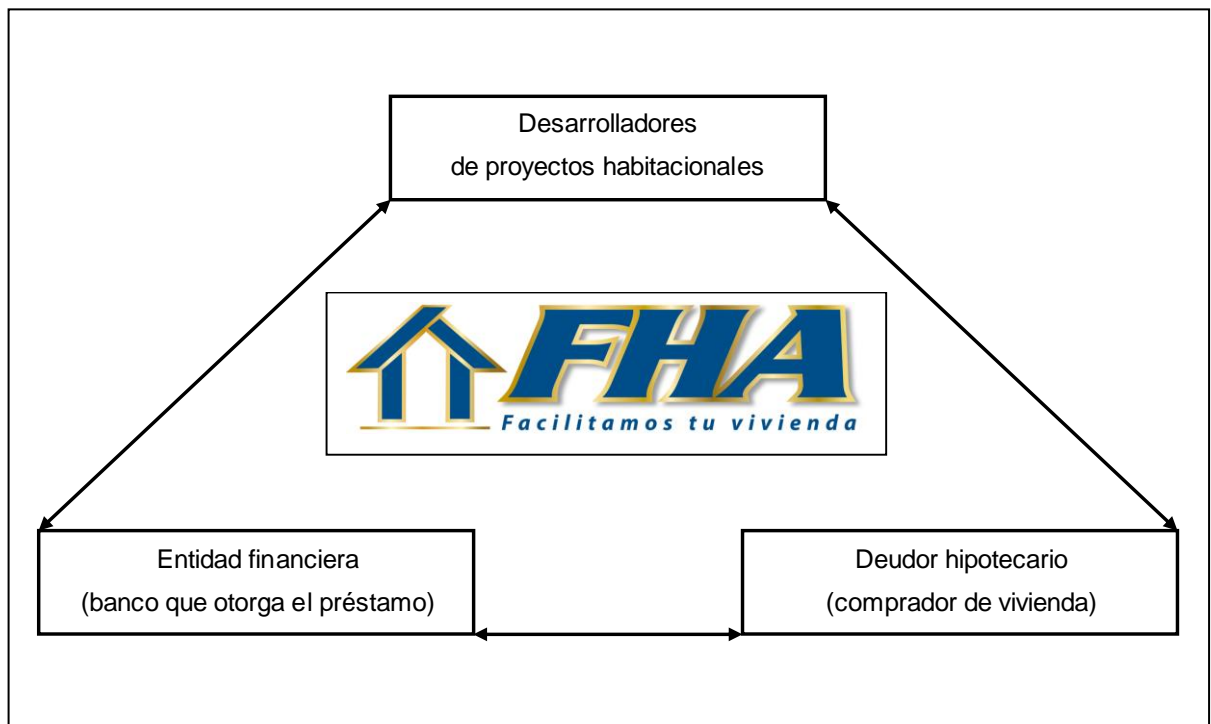 Desarrolladores
de proyectos habitacionales
FHA
Facilitamos tu vivienda
Entidad financiera
(banco que otorga el préstamo)
Deudor hipotecario
(comprador de vivienda)